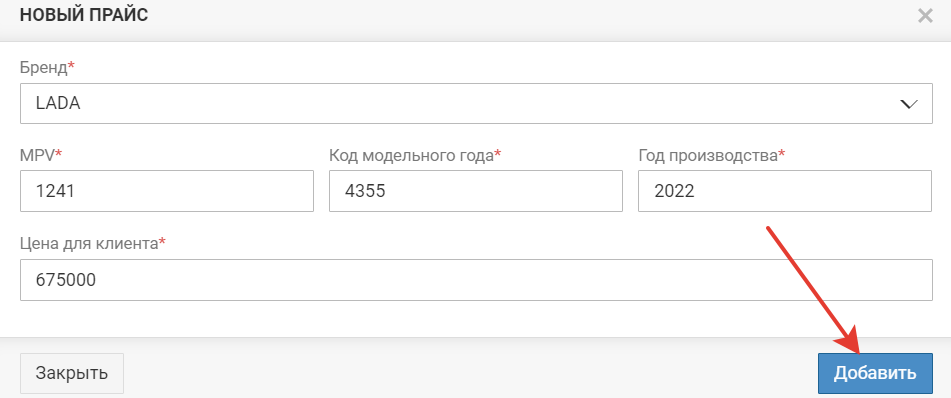 НОВЫЙ ПРАЙС
Бренд*
LADA
MPV* Код модельного года* Год производства*
1241 4355 2022
Цена для клиента*
675000
Закрыть Добавить